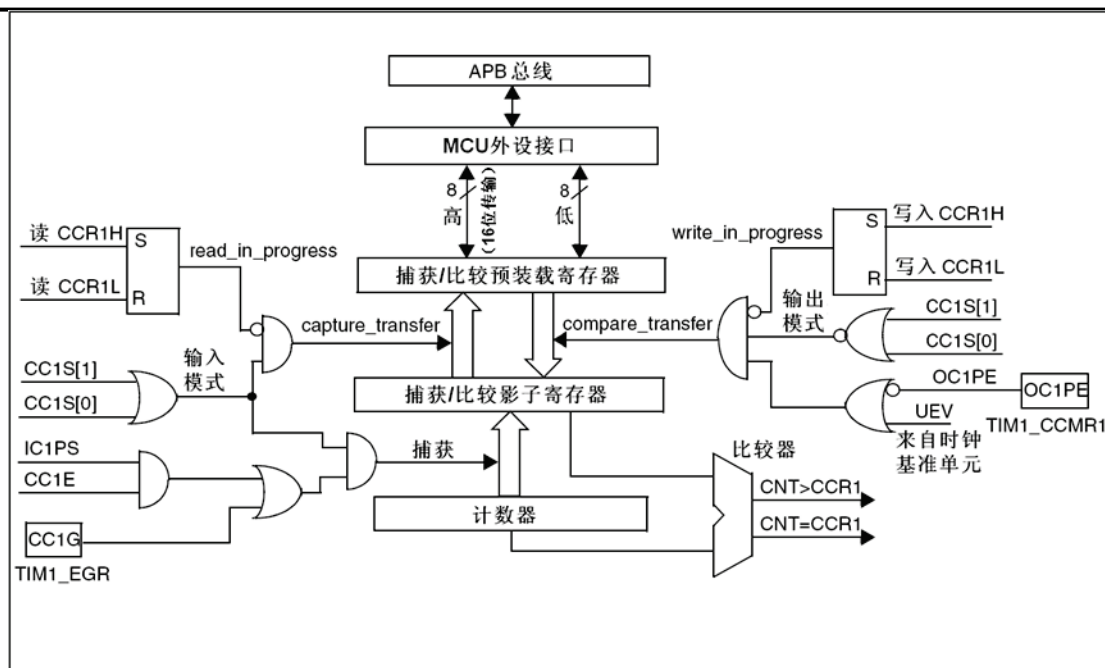 APB总线
MCU外设接口
8
高
(16位传输)
8
低
读 CCR1H
S
read_in_progress
读 CCR1L
R
write_in_progress
S
写入 CCR1H
R
写入 CCR1L
捕获/比较预装载寄存器
capture_transfer
compare_transfer
输出
模式
CC1S[1]
CC1S[0]
输入
模式
CC1S[1]
CC1S[0]
捕获/比较影子寄存器
OC1PE
OC1PE
UEV
TIM1_CCMR1
来自时钟
基准单元
IC1PS
CC1E
捕获
比较器
CNT>CCR1
CNT=CCR1
计数器
CC1G
TIM1_EGR